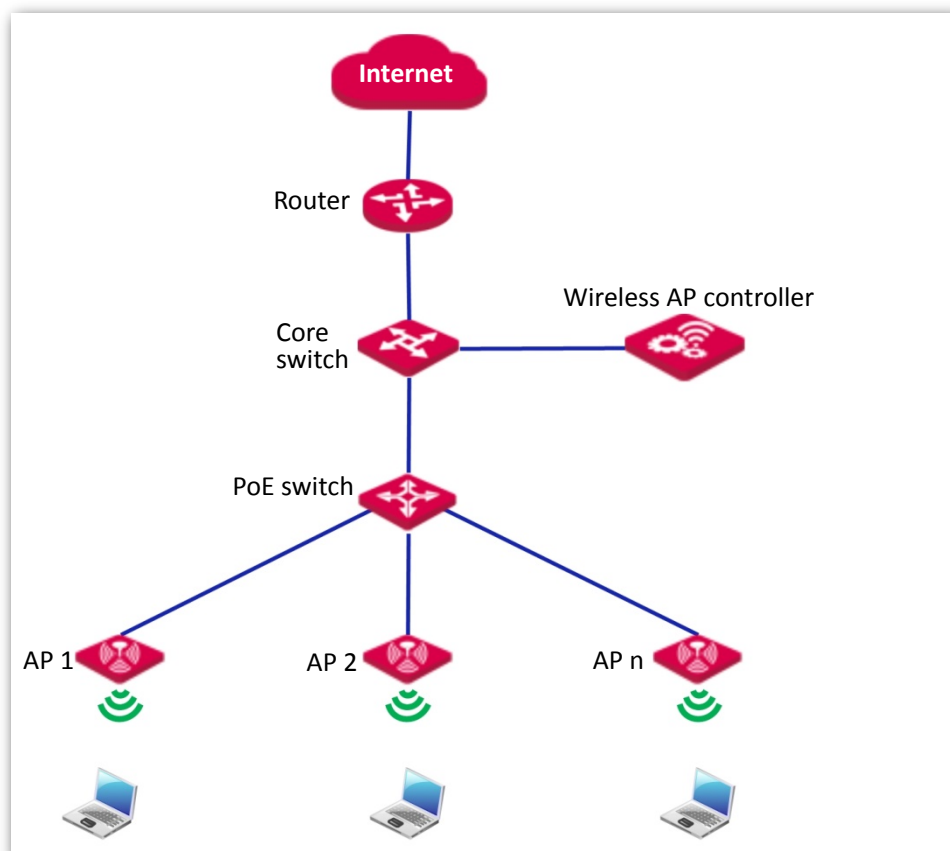 Internet
Router
Wireless AP controller
Core
switch
PoE switch
AP 1
AP 2
AP n